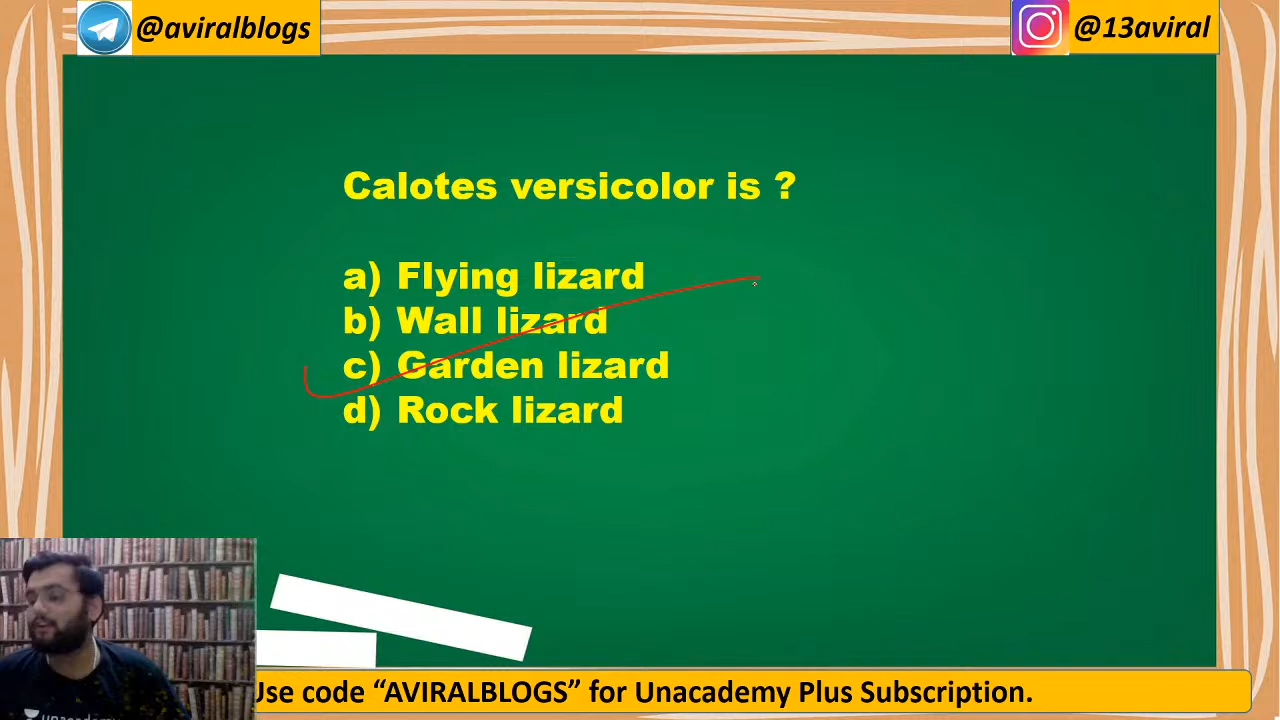 @aviralblogs
@13aviral
Calotes versicolor is ?
a) Flying lizard
b) Wall lizard
c) Garden lizard
d) Rock lizard
unacademy
Use code “AVIRALBLOGS” for Unacademy Plus Subscription.